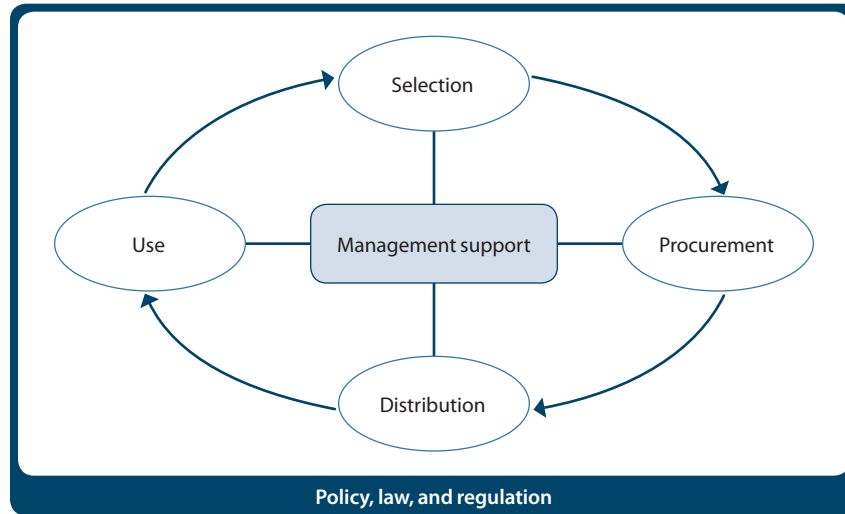 Selection
Use
Management support
Procurement
Distribution
Policy, law, and regulation